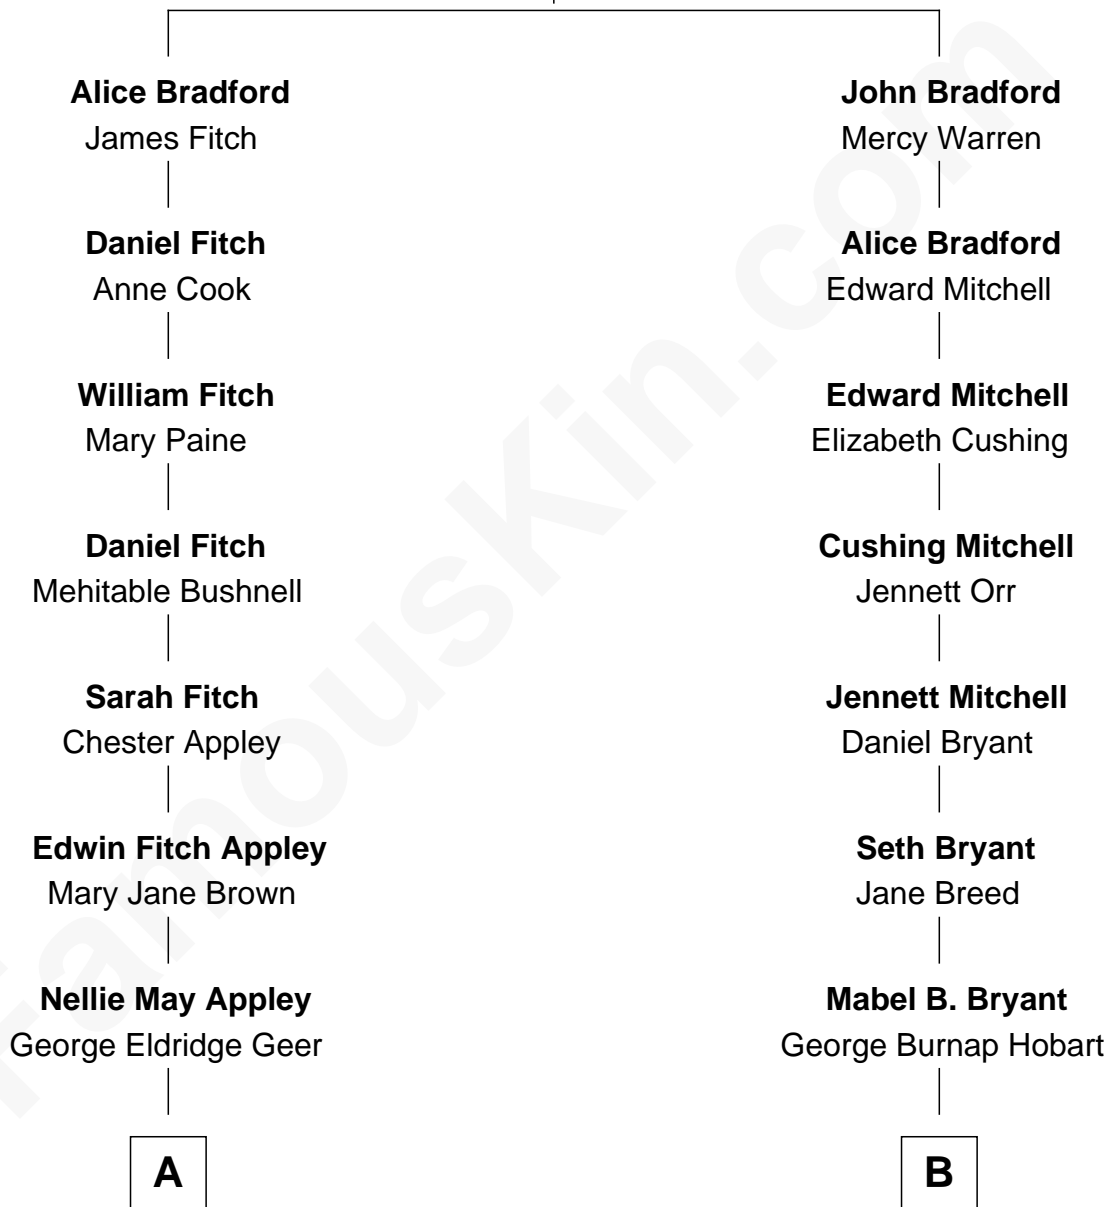 Alice Bradford
James Fitch
Daniel Fitch
Anne Cook
William Fitch
Mary Paine
Daniel Fitch
Mehitable Bushnell
Sarah Fitch
Chester Appley
Edwin Fitch Appley
Mary Jane Brown
Nellie May Appley
George Eldridge Geer
A
John Bradford
Mercy Warren
Alice Bradford
Edward Mitchell
Edward Mitchell
Elizabeth Cushing
Cushing Mitchell
Jennett Orr
Jennett Mitchell
Daniel Bryant
Seth Bryant
Jane Breed
Mabel B. Bryant
George Burnap Hobart
B
FamousKin.com